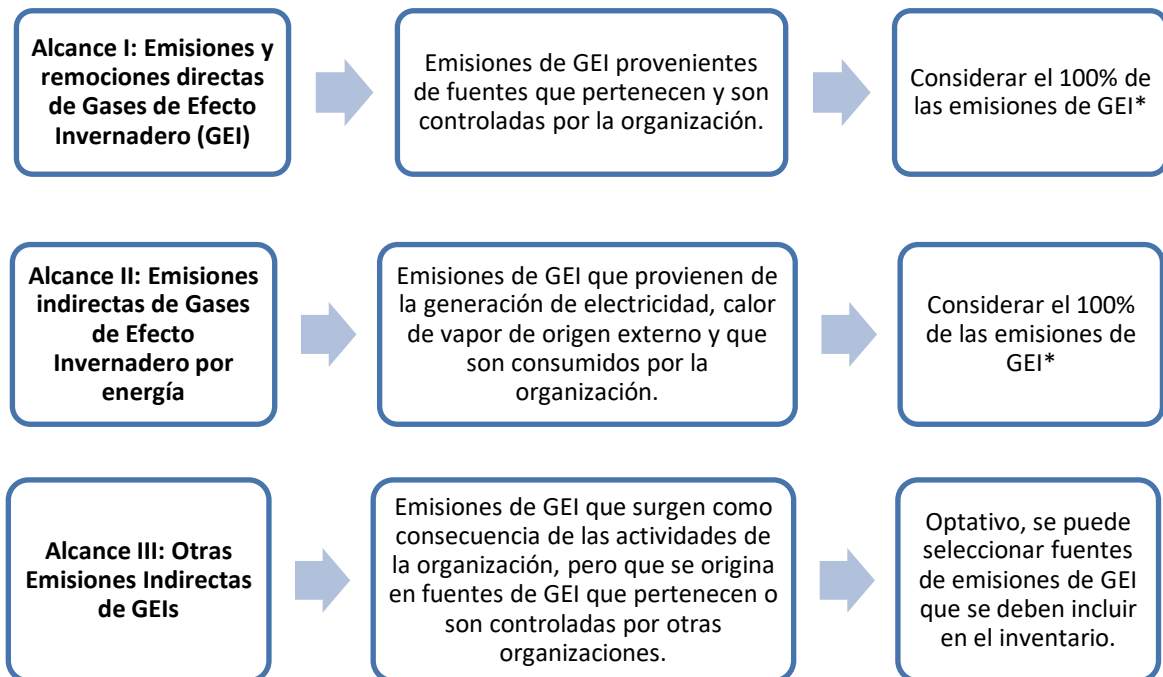 Alcance I: Emisiones y
remociones directas
de Gases de Efecto
Invernadero (GEI)
Emisiones de GEI provenientes
de fuentes que pertenecen y son
controladas por la organización.
Considerar el 100% de
las emisiones de GEI*
Alcance II: Emisiones
indirectas de Gases
de Efecto
Invernadero por
energía
Emisiones de GEI que provienen de
la generación de electricidad, calor
de vapor de origen externo y que
son consumidos por la
organización.
Considerar el 100%
de las emisiones de
GEI*
Alcance III: Otras
Emisiones Indirectas
de GEIs
Emisiones de GEI que surgen como
consecuencia de las actividades de
la organización, pero que se origina
en fuentes de GEI que pertenecen o
son controladas por otras
organizaciones.
Optativo, se puede
seleccionar fuentes
de emisiones de GEI
que se deben incluir
en el inventario.